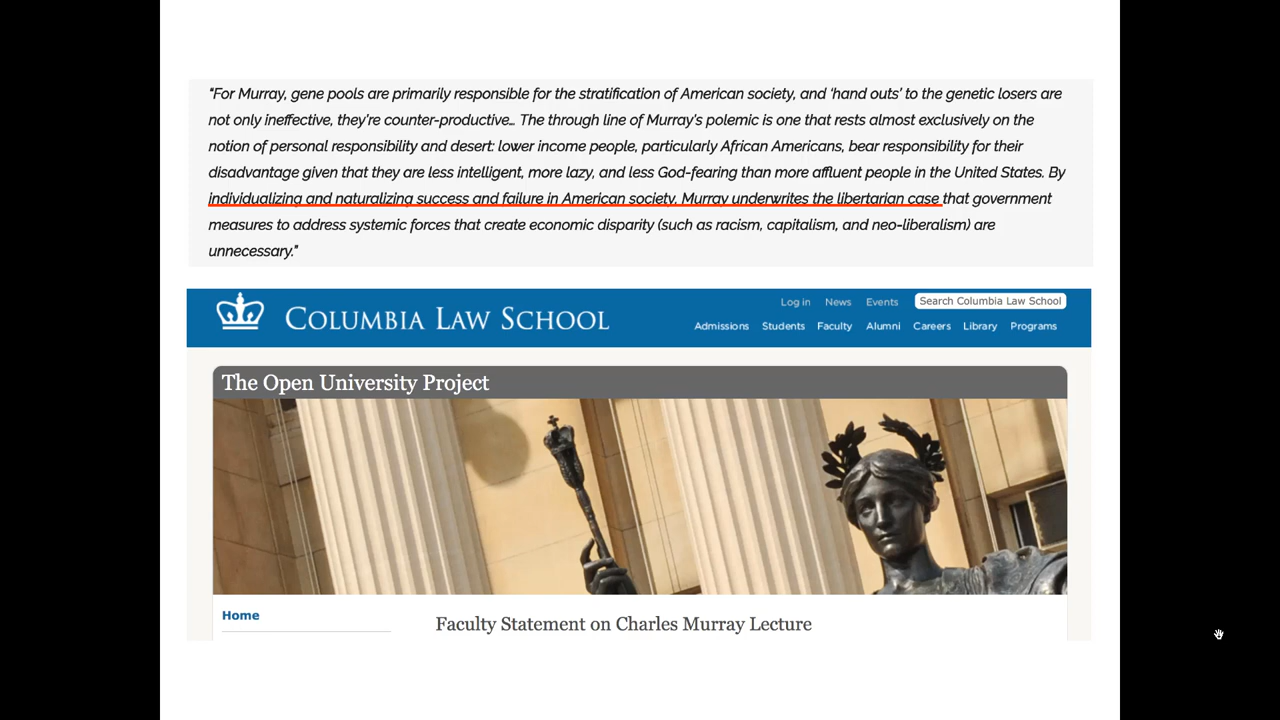 "For Murray, gene pools are primarily responsible for the stratification of American society, and 'hand outs' to the genetic losers are
not only ineffective, they're counter-productive… The through line of Murray's polemic is one that rests almost exclusively on the
notion of personal responsibility and desert: lower income people, particularly African Americans, bear responsibility for their
disadvantage given that they are less intelligent, more lazy, and less God-fearing than more affluent people in the United States. By
individualizing and naturalizing success and failure in American society, Murray underwrites the libertarian case that government
measures to address systemic forces that create economic disparity (such as racism, capitalism, and neo-liberalism) are
unnecessary."
Log in News Events Search Columbia Law School
COLUMBIA LAW SCHOOL
Admissions Students Faculty Alumni Careers Library Programs
The Open University Project
Home
Faculty Statement on Charles Murray Lecture